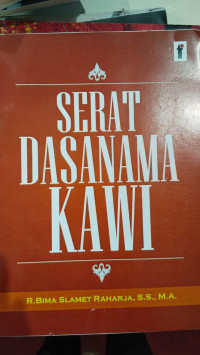 SERAT
DASANAMA
KAWI
R.BIMA SLAMET RAHARJA, S.S., M.A.